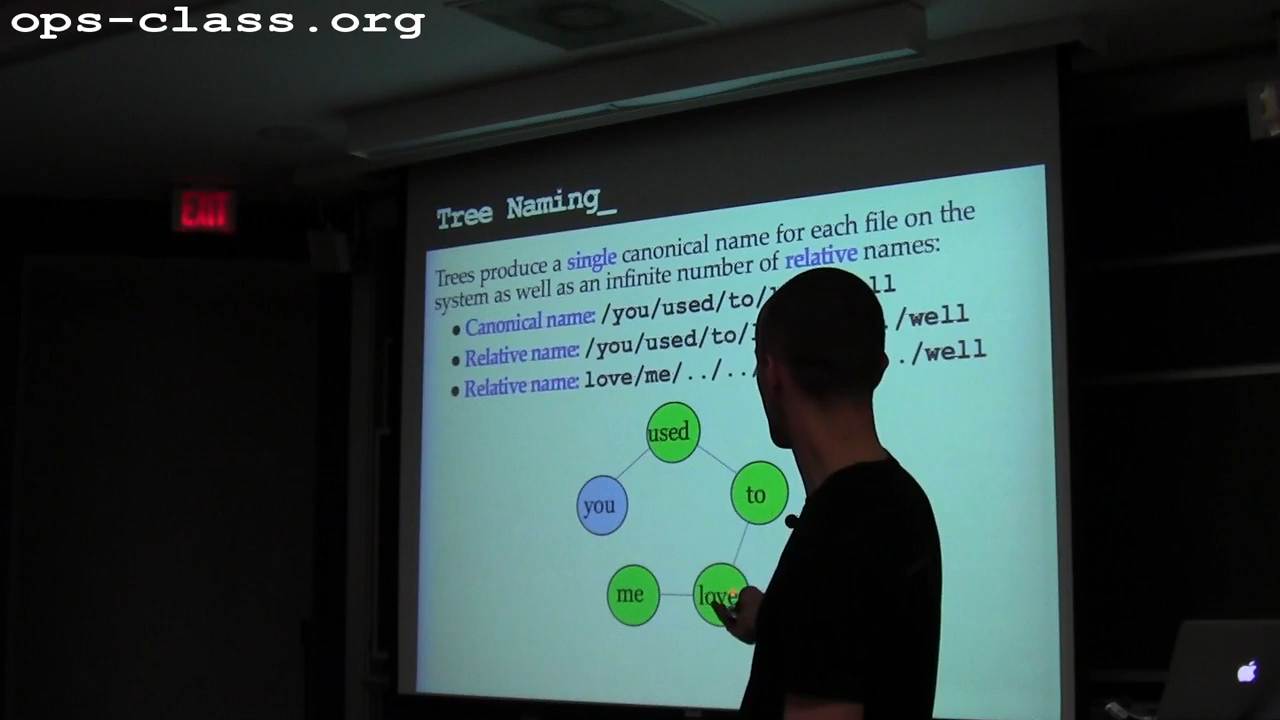 ops-class.org
EXIT
Tree Naming_
Trees produce a single canonical name for each file on the
system as well as an infinite number of relative names:
• Canonical name: /you/used/to/
• Relative name: /you/used/to/ ./well
• Relative name: love/me/../../ ./well
used
you
to
me
love